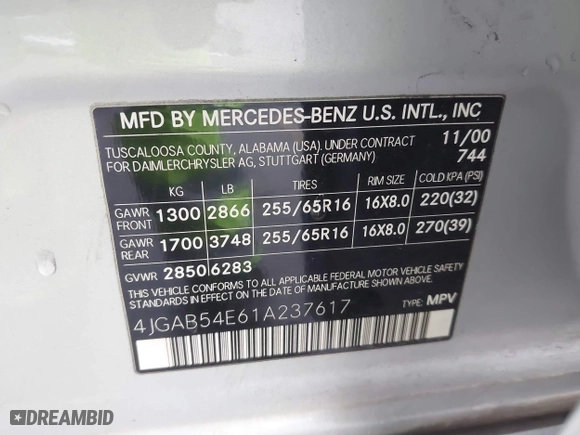 MFD BY MERCEDES-BENZ U.S. INTL., INC
TUSCALOOSA COUNTY, ALABAMA (USA). UNDER CONTRACT 11/00
FOR DAIMLERCHRYSLER AG, STUTTGART (GERMANY) 744
KG LB TIRES RIM SIZE COLD KPA (PSI)
GAWR FRONT 1300 2866 255/65R16 16X8.0 220(32)
GAWR REAR 1700 3748 255/65R16 16X8.0 270(39)
GVWR 2850 6283
THIS VEHICLE CONFORMS TO ALL APPLICABLE FEDERAL MOTOR VEHICLE SAFETY
STANDARDS IN EFFECT ON THE DATE OF MANUFACTURE SHOWN ABOVE.
4JGAB54E61A237617 TYPE: MPV
DREAMBID